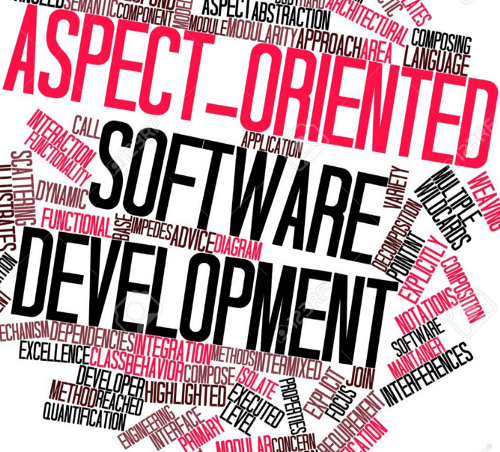 SEMANTIC
COMPONENT
ASPECT
ABSTRACTION
ARCHITECTURAL
MODULE
MODULARITY
APPROACH
AREA
COMPOSING
LANGUAGE
ASPECT-ORIENTED
CALL
INTERACTION
FUNCTIONALITY
APPLICATION
SOFTWARE
SCATTERING
ILLUSTRATES
DYNAMIC
FUNCTIONAL
BASE
IMPEDES
ADVICE
DIAGRAM
VARIETY
DECOMPOSITION
POINTCUT
MULTIPLE
WILDCARDS
WEAVING
EXPLICITLY
COMPOSITION
DEVELOPMENT
NOTATIONS
SOFTWARE
MAINTAINER
INTERFERENCES
DEPENDENCIES
INTEGRATION
METHODS
INTERMIXED
JOIN
EXCELLENCE
CLASS
BEHAVIOR
COMPOSE
ISOLATE
EXPLICIT
FOCUS
DEVELOPER
HIGHLIGHTED
EXECUTED
PROPERTIES
METHOD
REACHED
LEVEL
REQUIREMENT
QUANTIFICATION
ENGINEERING
INTERFACE
PRIMARY
MODULAR
CONCERN